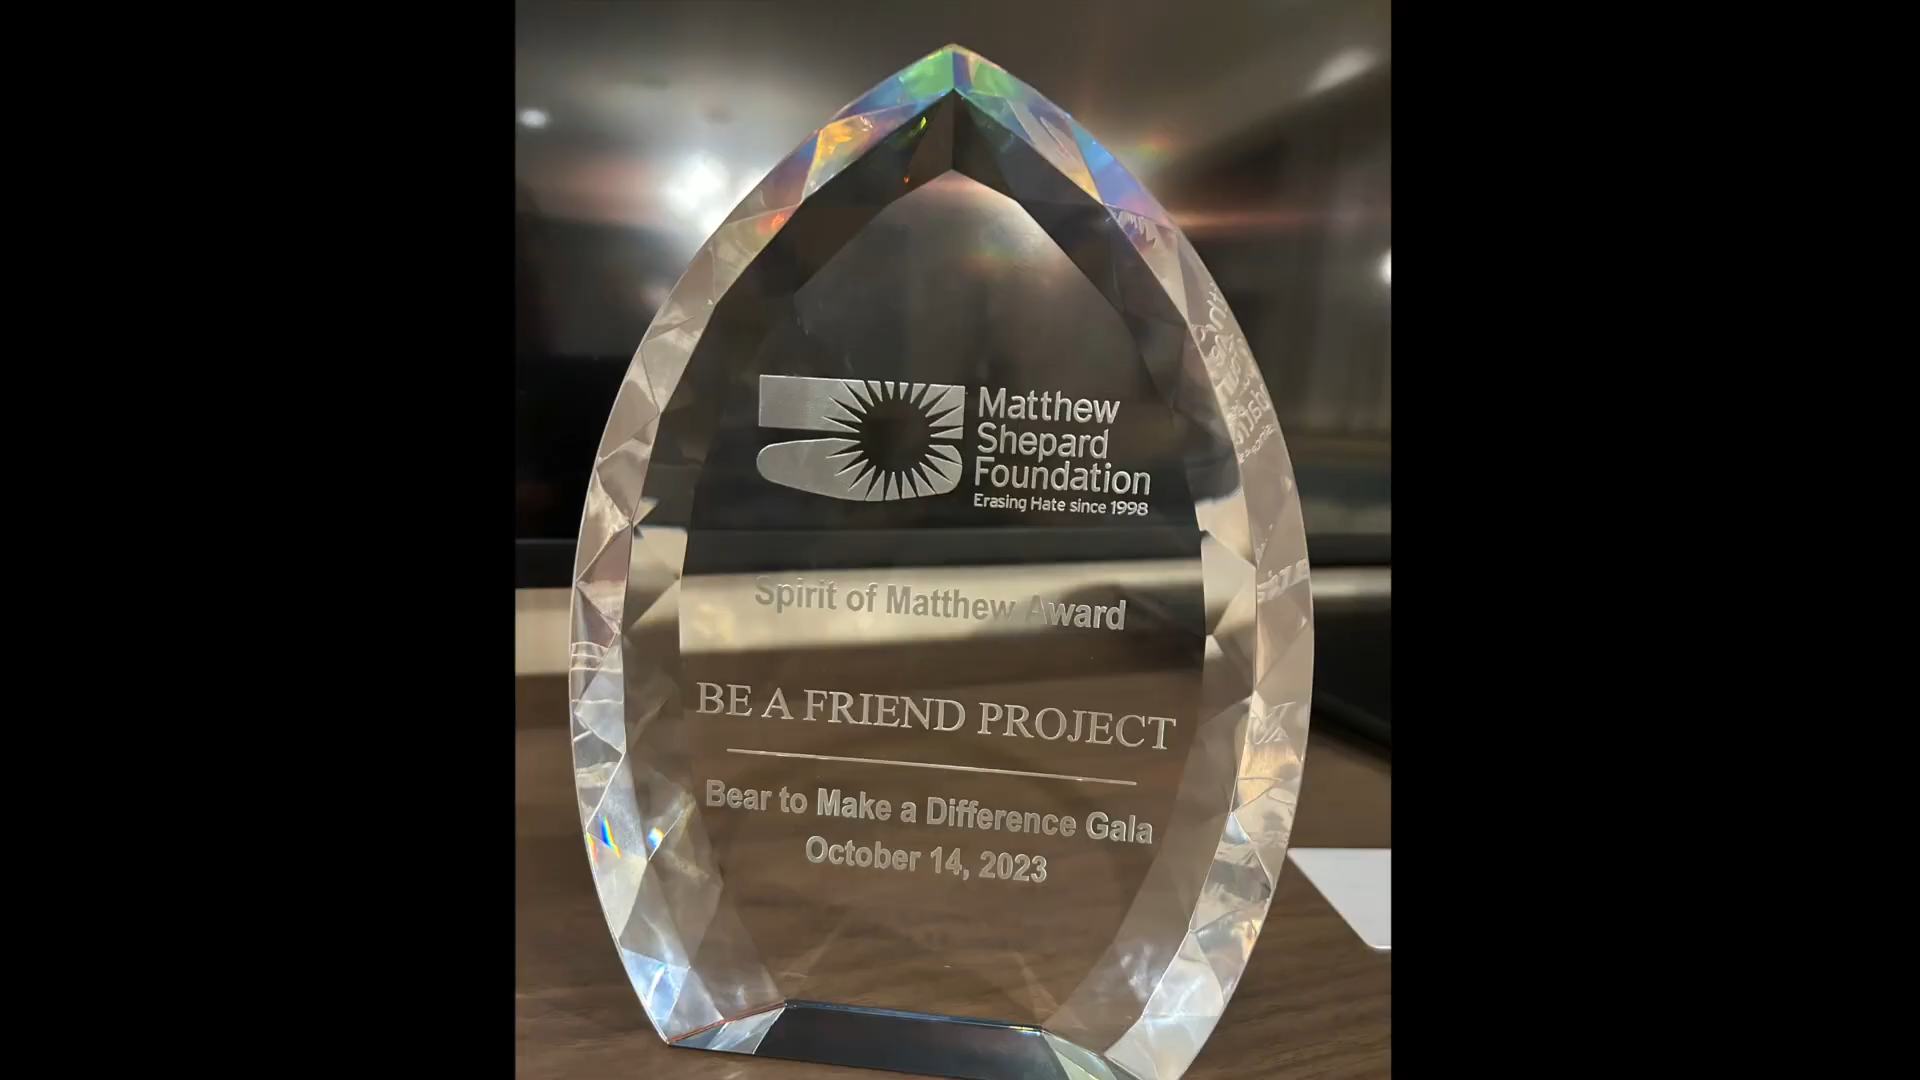 Matthew
Shepard
Foundation
Erasing Hate since 1998
Spirit of Matthew Award
BE A FRIEND PROJECT
Bear to Make a Difference Gala
October 14, 2023